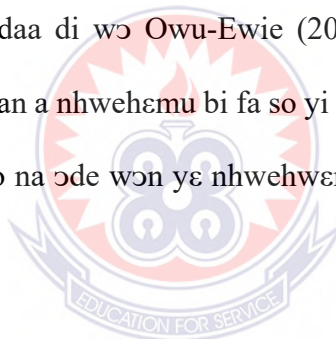 daa di wɔ Owu-Ewie (20
an a nhwehɛmu bi fa so yi
na ɔde wɔn yɛ nhwehwɛ
EDUCATION FOR SERVICE